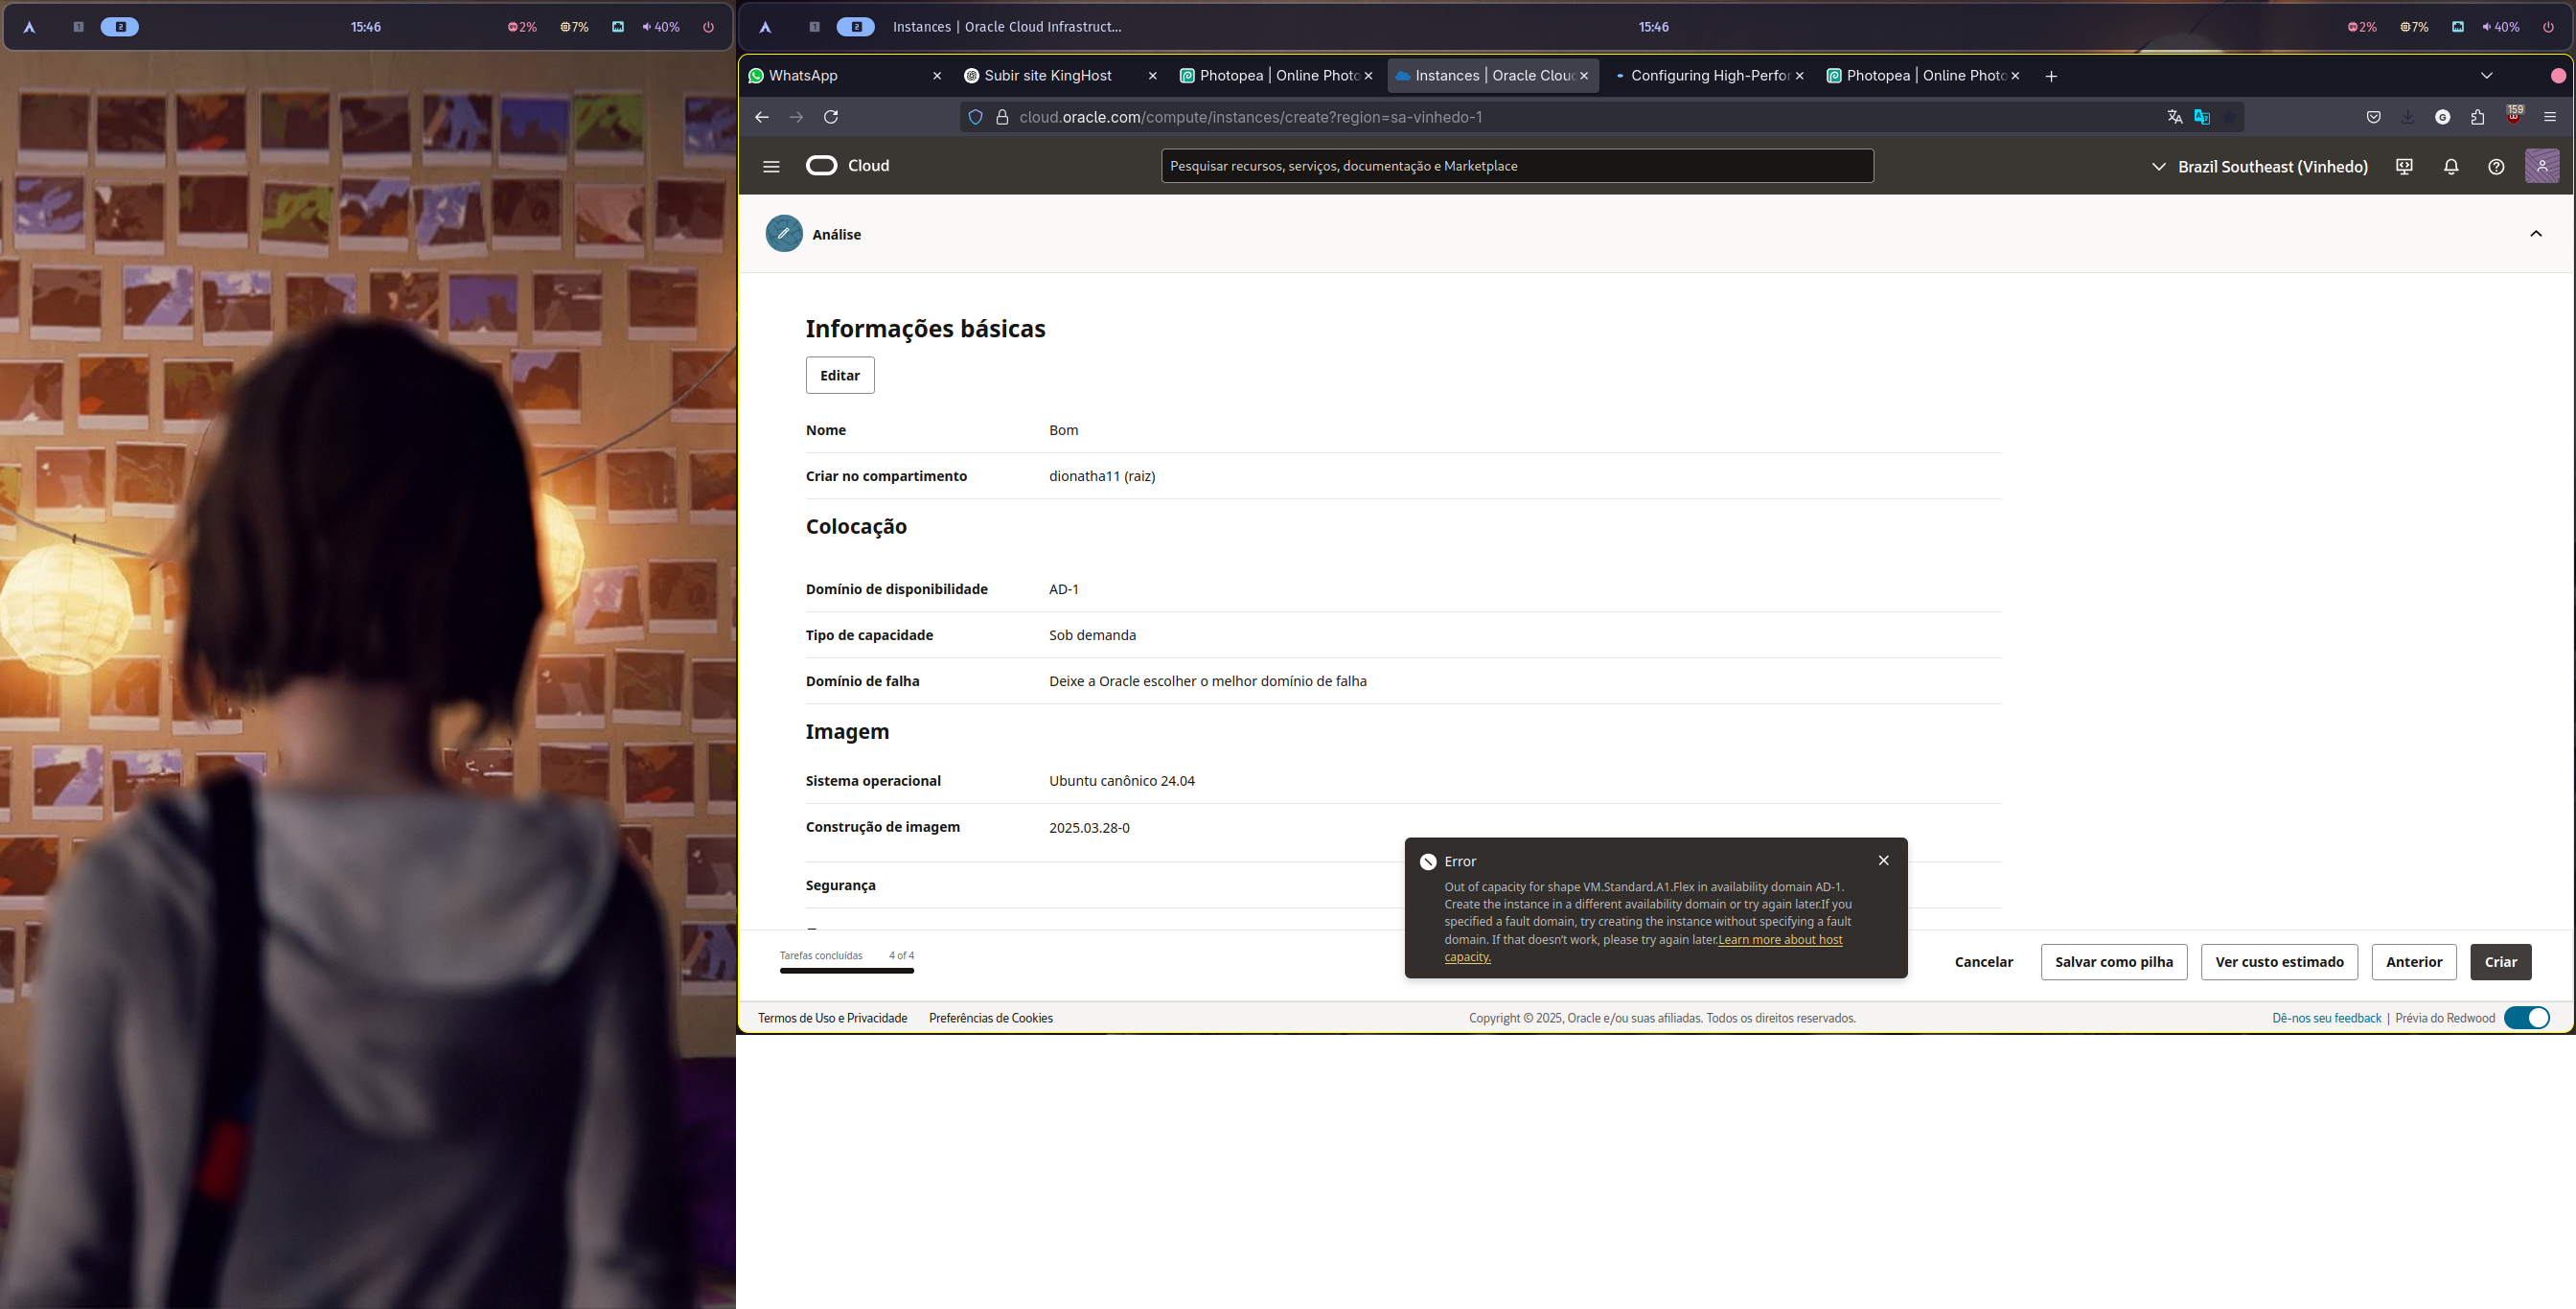 1 2 15:46 2% 7% 40%
1 2 Instances | Oracle Cloud Infrastruct... 15:46 2% 7% 40%
WhatsApp Subir site KingHost Photopea | Online Photo Instances | Oracle Cloud Configuring High-Perfor Photopea | Online Photo
cloud.oracle.com/compute/instances/create?region=sa-vinhedo-1 G 159
Cloud Pesquisar recursos, serviços, documentação e Marketplace Brazil Southeast (Vinhedo)
Análise
Informações básicas
Editar
Nome Bom
Criar no compartimento dionatha11 (raiz)
Colocação
Domínio de disponibilidade AD-1
Tipo de capacidade Sob demanda
Domínio de falha Deixe a Oracle escolher o melhor domínio de falha
Imagem
Sistema operacional Ubuntu canônico 24.04
Construção de imagem 2025.03.28-0
Segurança
Error
Out of capacity for shape VM.Standard.A1.Flex in availability domain AD-1.
Create the instance in a different availability domain or try again later.If you
specified a fault domain, try creating the instance without specifying a fault
domain. If that doesn’t work, please try again later.Learn more about host
capacity.
Tarefas concluídas 4 of 4
Cancelar Salvar como pilha Ver custo estimado Anterior Criar
Termos de Uso e Privacidade Preferências de Cookies Copyright © 2025, Oracle e/ou suas afiliadas. Todos os direitos reservados. Dê-nos seu feedback | Prévia do Redwood